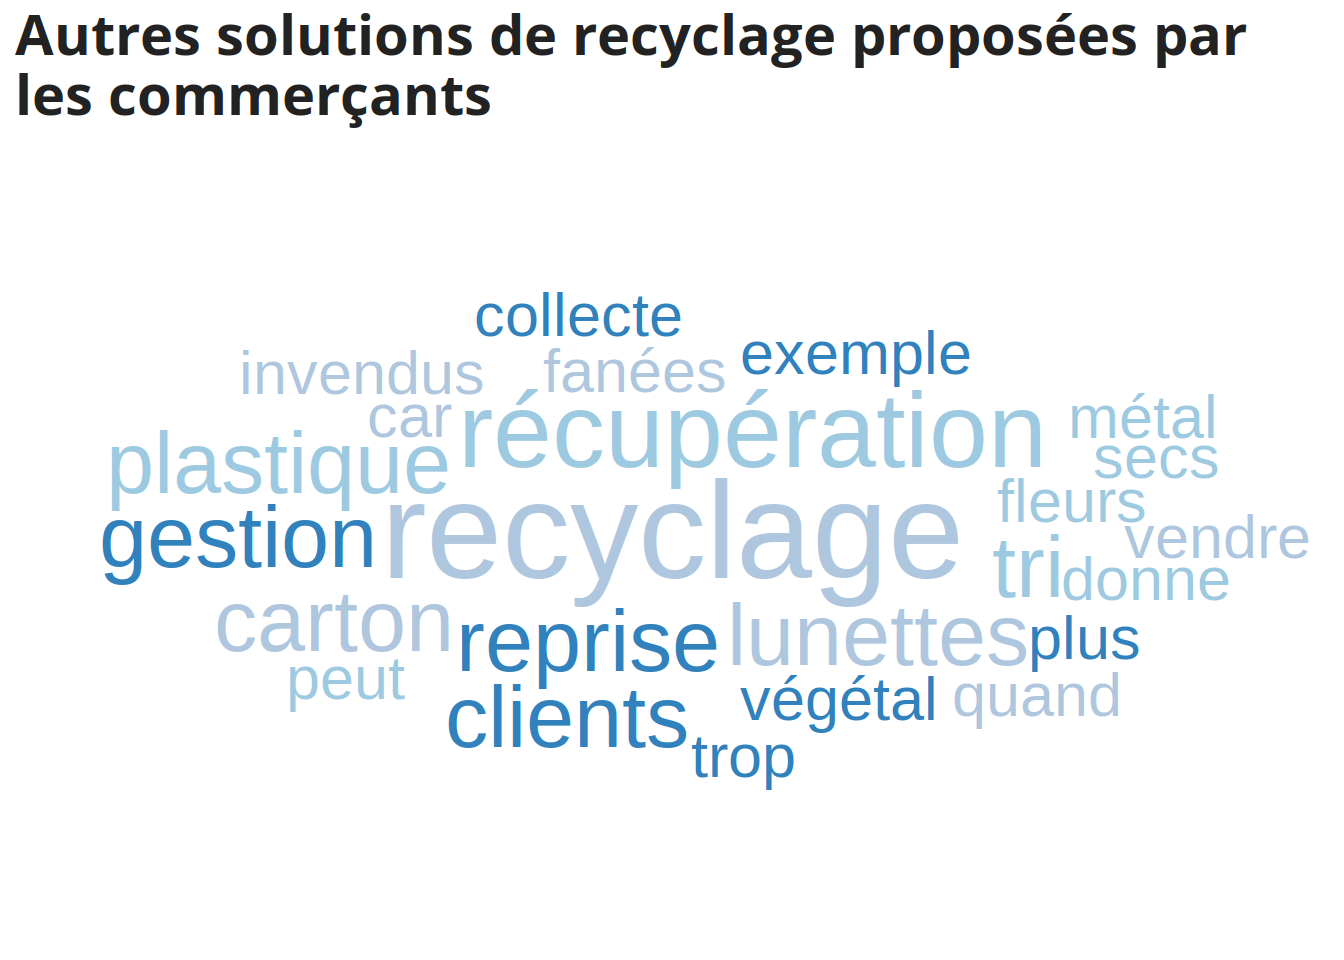 Autres solutions de recyclage proposées par
les commerçants
collecte
exemple
invendus
fanées
car
récupération
métal
plastique
secs
fleurs
gestion
recyclage
vendre
tri
donne
carton
reprise
lunettes
plus
peut
végétal
quand
clients
trop